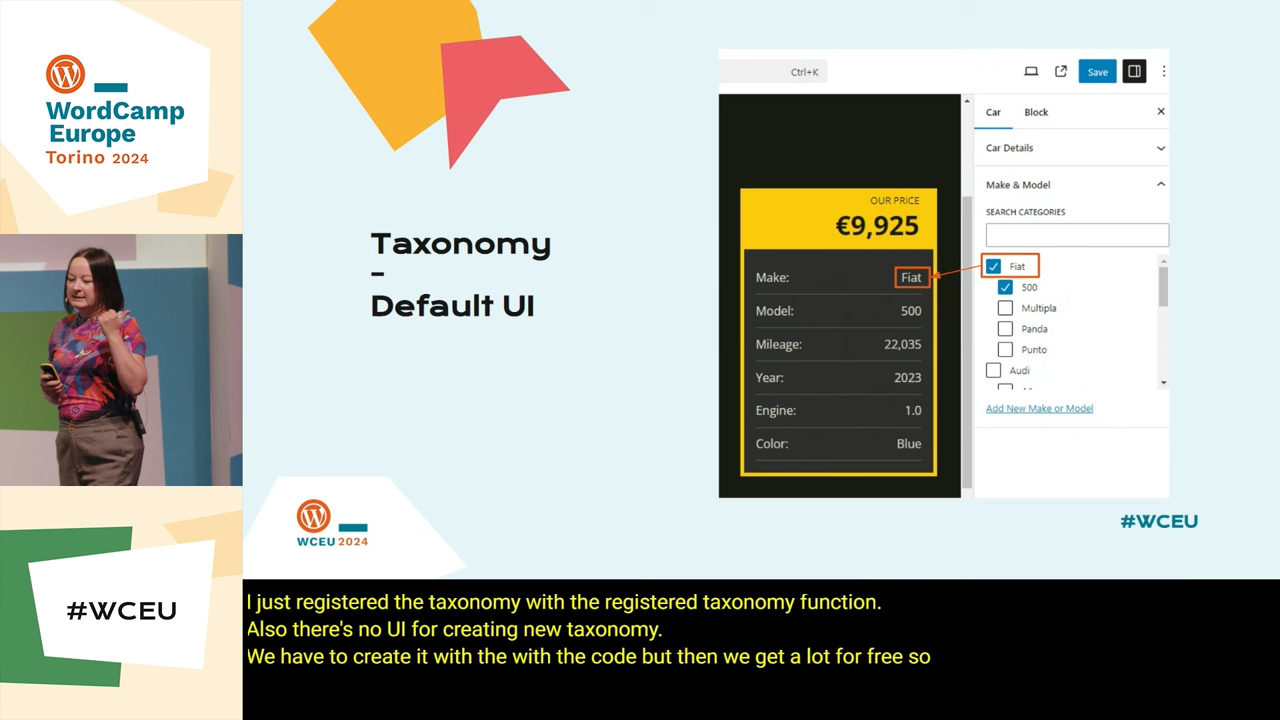 WordCamp
Europe
Torino 2024
#WCEU
Taxonomy
–
Default UI
WCEU 2024
Ctrl+K
Save
Car
Block
Car Details
Make & Model
SEARCH CATEGORIES
Fiat
500
Multipla
Panda
Punto
Audi
Add New Make or Model
OUR PRICE
€9,925
Make: Fiat
Model: 500
Mileage: 22,035
Year: 2023
Engine: 1.0
Color: Blue
#WCEU
I just registered the taxonomy with the registered taxonomy function.
Also there's no UI for creating new taxonomy.
We have to create it with the with the code but then we get a lot for free so